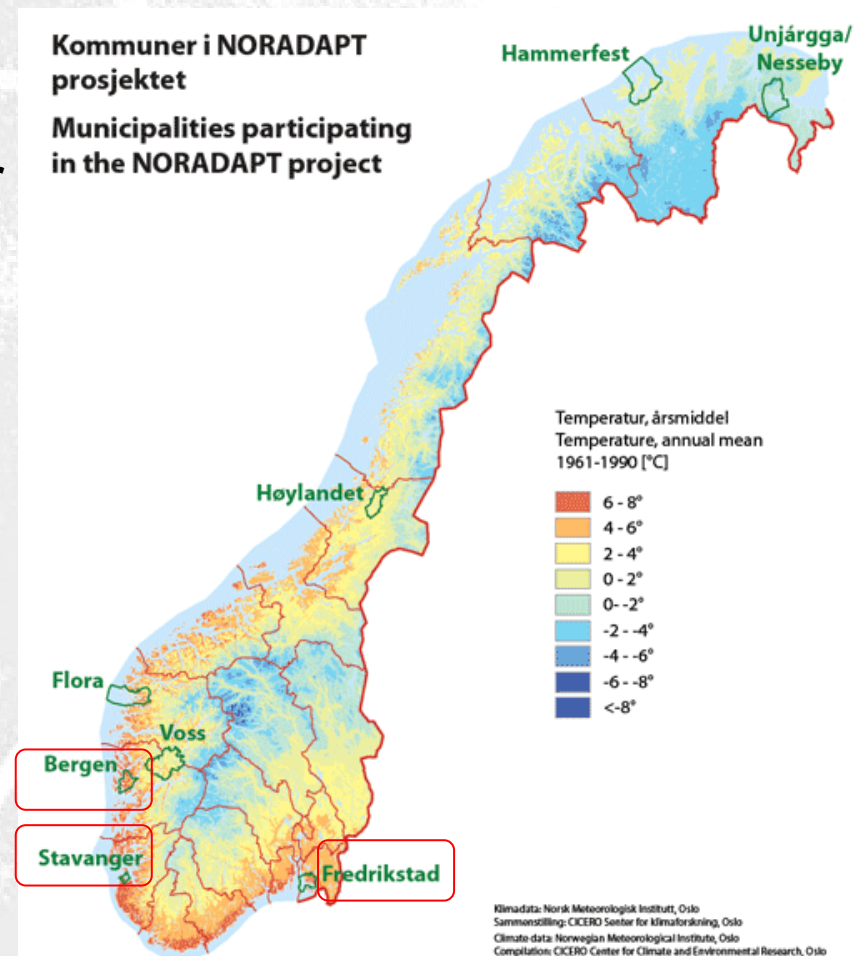 Kommuner i NORADAPT
prosjektet
Municipalities participating
in the NORADAPT project
Hammerfest
Unjárgga/
Nesseby
Høylandet
Flora
Voss
Bergen
Stavanger
Fredrikstad
Temperatur, årsmiddel
Temperature, annual mean
1961-1990 [°C]
6 - 8°
4 - 6°
2 - 4°
0 - 2°
0- -2°
-2 - -4°
-4 - -6°
-6 - -8°
<-8°
Klimadata: Norsk Meteorologisk Institutt, Oslo
Sammenstilling: CICERO Senter for klimaforskning, Oslo
Climate data: Norwegian Meteorological Institute, Oslo
Compilation: CICERO Center for Climate and Environmental Research, Oslo